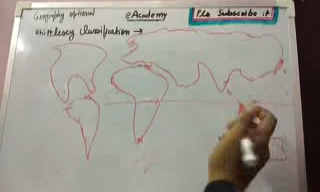 Geography optional
@Academy
Pls Subscribe it
Whittlesey classification →